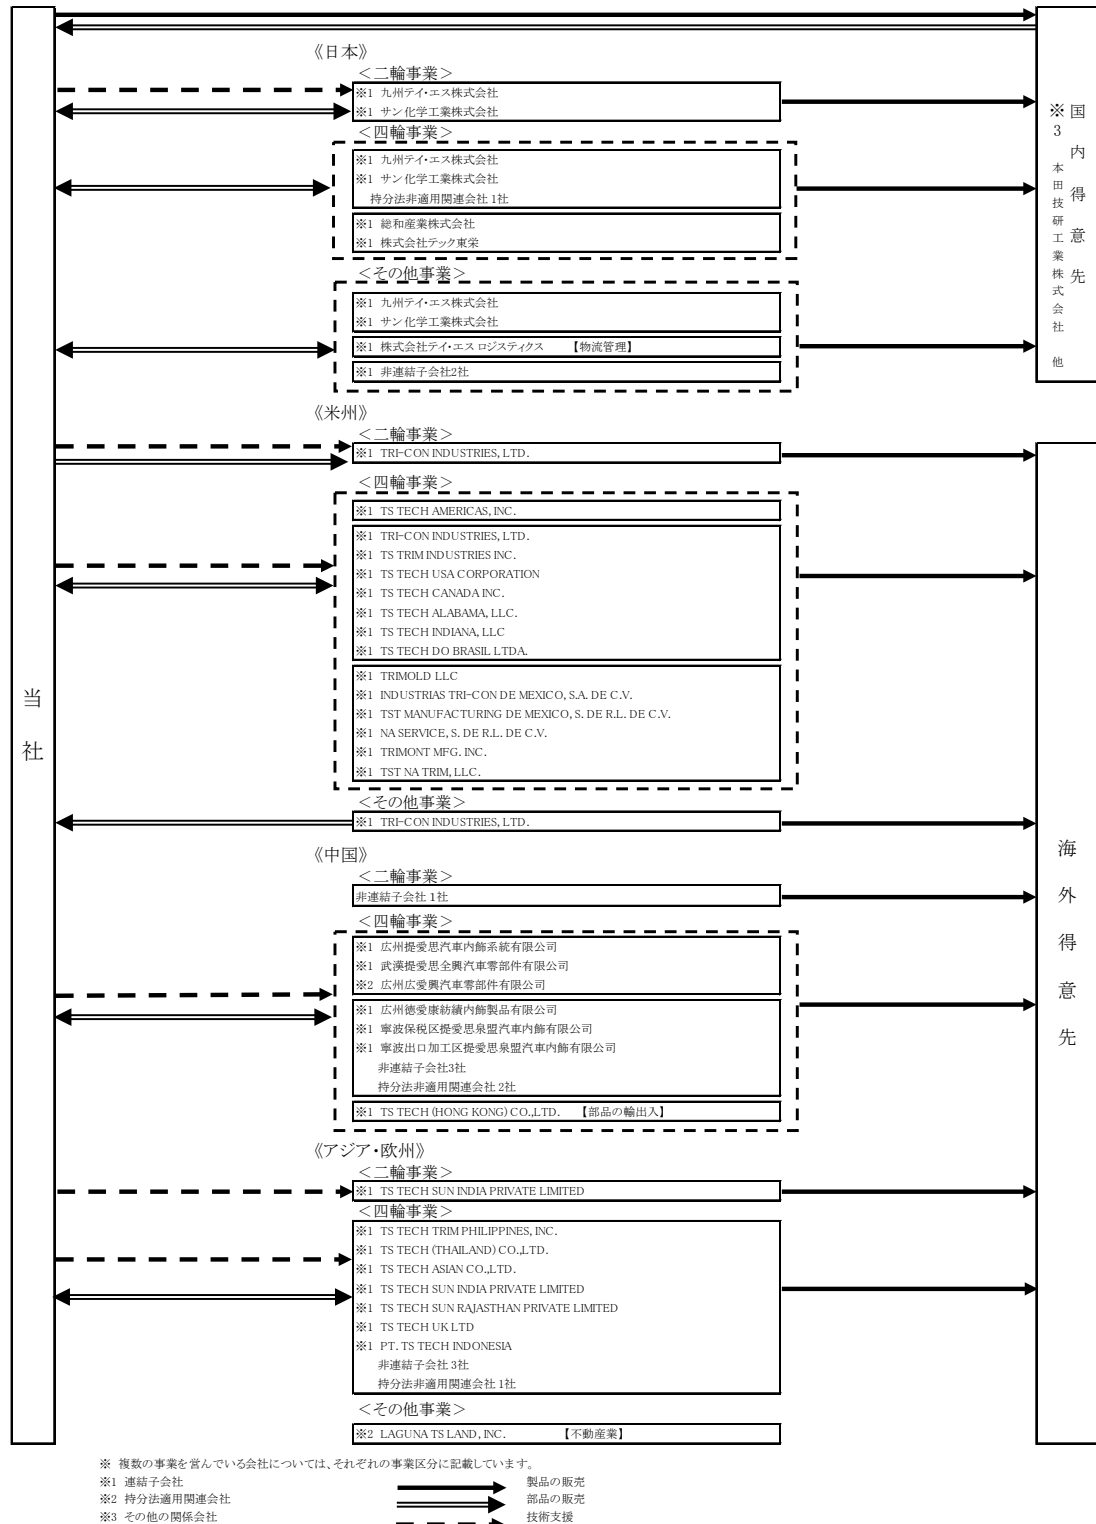 《日本》
＜二輪事業＞
※1 九州テイ・エス株式会社
※1 サン化学工業株式会社
＜四輪事業＞
※1 九州テイ・エス株式会社
※1 サン化学工業株式会社
持分法非適用関連会社 1社
※1 総和産業株式会社
※1 株式会社テック東栄
＜その他事業＞
※1 九州テイ・エス株式会社
※1 サン化学工業株式会社
※1 株式会社テイ・エス ロジスティクス 【物流管理】
※1 非連結子会社2社
国内得意先
※3 本田技研工業株式会社 他
《米州》
＜二輪事業＞
※1 TRI-CON INDUSTRIES, LTD.
＜四輪事業＞
※1 TS TECH AMERICAS, INC.
※1 TRI-CON INDUSTRIES, LTD.
※1 TS TRIM INDUSTRIES INC.
※1 TS TECH USA CORPORATION
※1 TS TECH CANADA INC.
※1 TS TECH ALABAMA, LLC.
※1 TS TECH INDIANA, LLC
※1 TS TECH DO BRASIL LTDA.
※1 TRIMOLD LLC
※1 INDUSTRIAS TRI-CON DE MEXICO, S.A. DE C.V.
※1 TST MANUFACTURING DE MEXICO, S. DE R.L. DE C.V.
※1 NA SERVICE, S. DE R.L. DE C.V.
※1 TRIMONT MFG. INC.
※1 TST NA TRIM, LLC.
＜その他事業＞
※1 TRI-CON INDUSTRIES, LTD.
当社
《中国》
＜二輪事業＞
非連結子会社 1社
＜四輪事業＞
※1 広州提愛思汽車内飾系統有限公司
※1 武漢提愛思全興汽車零部件有限公司
※2 広州広愛興汽車零部件有限公司
※1 広州徳愛康紡績内飾製品有限公司
※1 寧波保税区提愛思泉盟汽車内飾有限公司
※1 寧波出口加工区提愛思泉盟汽車内飾有限公司
非連結子会社3社
持分法非適用関連会社 2社
※1 TS TECH (HONG KONG) CO.,LTD. 【部品の輸出入】
海外得意先
《アジア・欧州》
＜二輪事業＞
※1 TS TECH SUN INDIA PRIVATE LIMITED
＜四輪事業＞
※1 TS TECH TRIM PHILIPPINES, INC.
※1 TS TECH (THAILAND) CO.,LTD.
※1 TS TECH ASIAN CO.,LTD.
※1 TS TECH SUN INDIA PRIVATE LIMITED
※1 TS TECH SUN RAJASTHAN PRIVATE LIMITED
※1 TS TECH UK LTD
※1 PT. TS TECH INDONESIA
非連結子会社 3社
持分法非適用関連会社 1社
＜その他事業＞
※2 LAGUNA TS LAND, INC. 【不動産業】
※ 複数の事業を営んでいる会社については、それぞれの事業区分に記載しています。
※1 連結子会社
※2 持分法適用関連会社
※3 その他の関係会社
製品の販売
部品の販売
技術支援